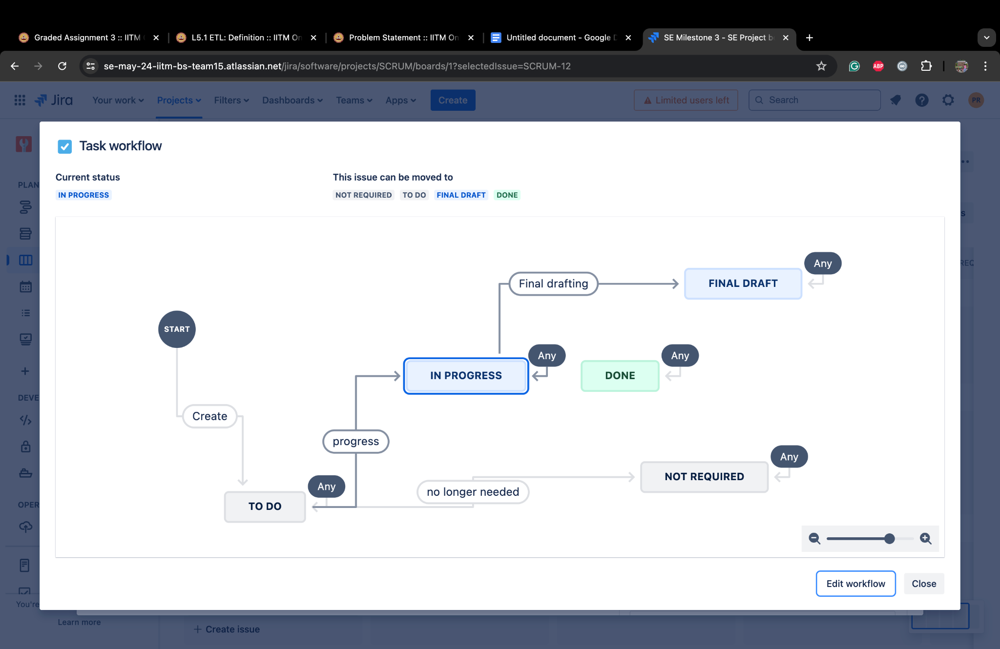 Graded Assignment 3 :: IITM
L5.1 ETL: Definition :: IITM On
Problem Statement :: IITM On
Untitled document - Google D
SE Milestone 3 - SE Project b
se-may-24-iitm-bs-team15.atlassian.net/jira/software/projects/SCRUM/boards/1?selectedIssue=SCRUM-12
ABP
Jira
Your work
Projects
Filters
Dashboards
Teams
Apps
Create
Limited users left
Search
PR
Task workflow
Current status
This issue can be moved to
IN PROGRESS
NOT REQUIRED
TO DO
FINAL DRAFT
DONE
PLAN
DEVE
OPER
You're
Learn more
REQ
S
Any
Final drafting
FINAL DRAFT
START
Any
Any
IN PROGRESS
DONE
Create
progress
Any
NOT REQUIRED
Any
no longer needed
TO DO
Edit workflow
Close
+ Create issue